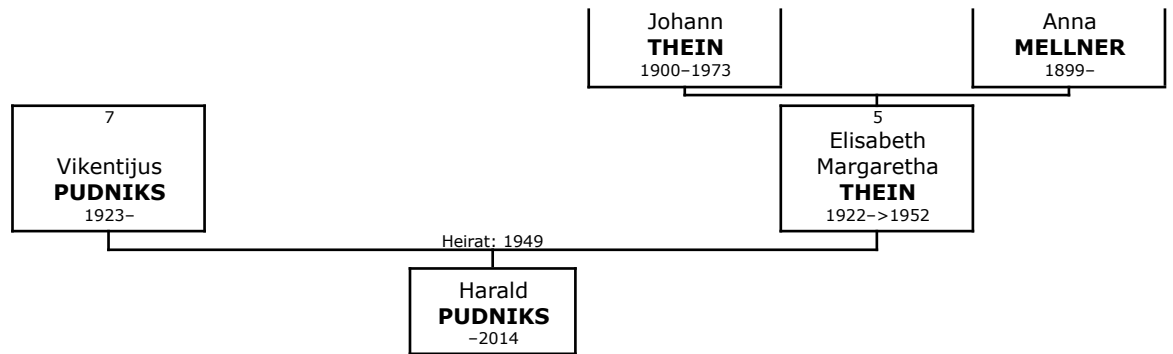 Johann
THEIN
1900–1973
Anna
MELLNER
1899–
7
Vikentijus
PUDNIKS
1923–
5
Elisabeth
Margaretha
THEIN
1922–>1952
Heirat: 1949
Harald
PUDNIKS
–2014